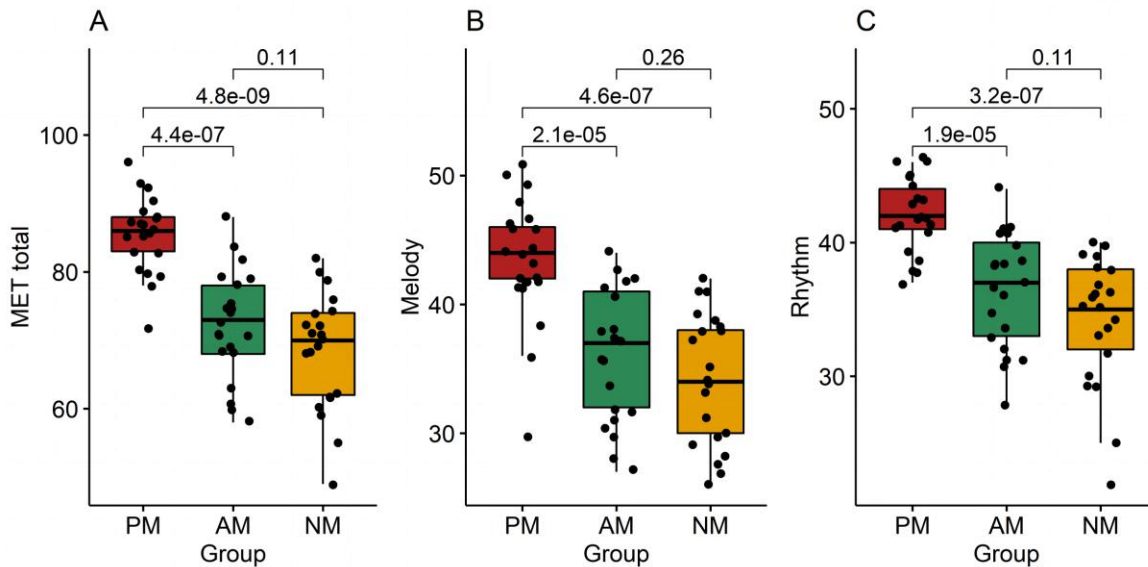 A
MET total
100
80
60
4.4e-07
4.8e-09
0.11
PM AM NM
Group
B
Melody
50
40
30
2.1e-05
4.6e-07
0.26
PM AM NM
Group
C
Rhythm
50
40
30
1.9e-05
3.2e-07
0.11
PM AM NM
Group